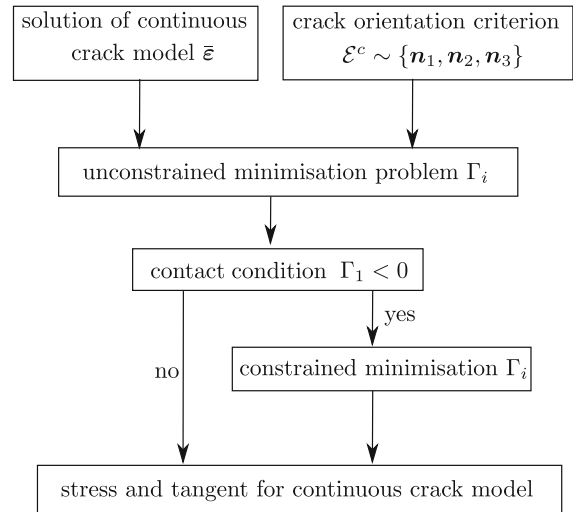 solution of continuous
crack model ε̄
crack orientation criterion
ℰᶜ ∼ {n₁, n₂, n₃}
unconstrained minimisation problem Γᵢ
contact condition Γ₁ < 0
yes
no
constrained minimisation Γᵢ
stress and tangent for continuous crack model